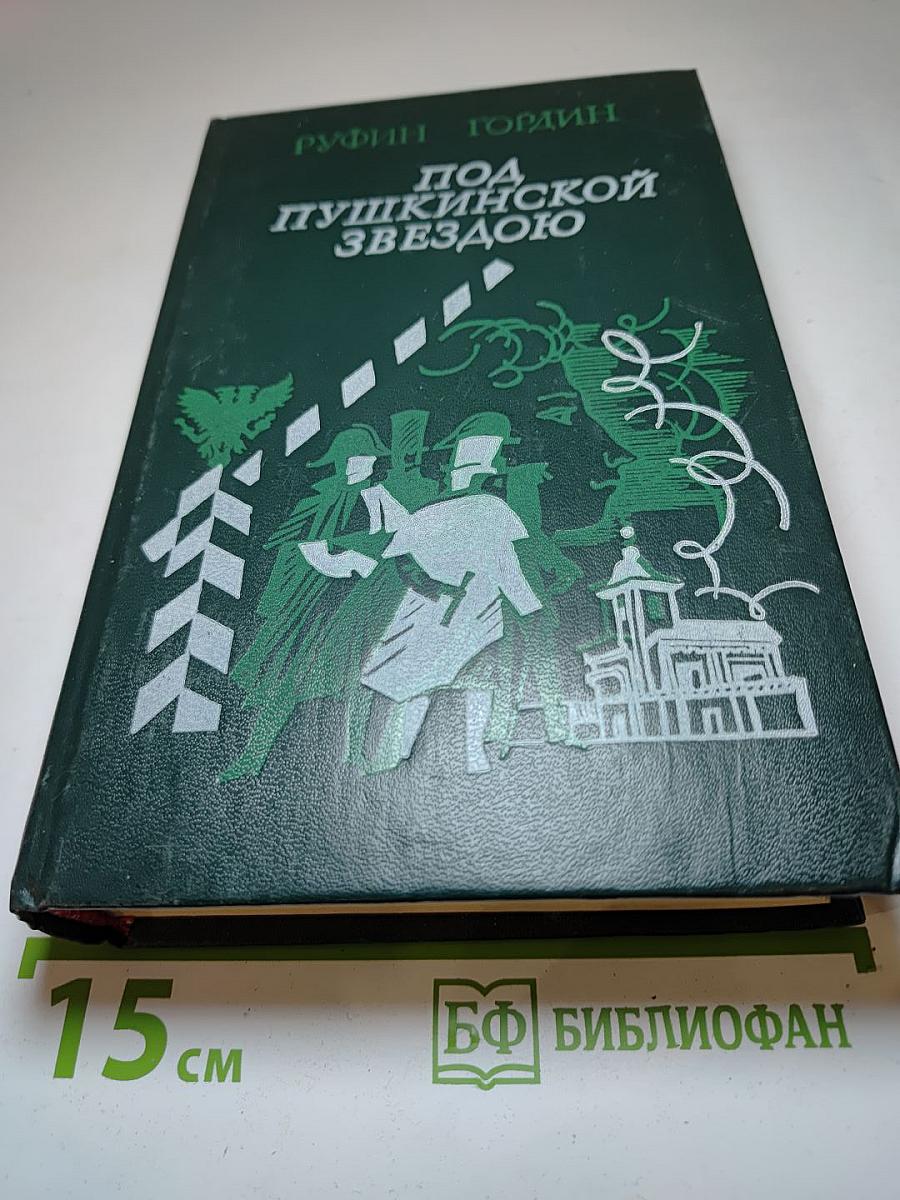 РУФИН ГОРДИН
ПОД
ПУШКИНСКОЙ
ЗВЕЗДОЮ
15 см
БФ БИБЛИОФАН